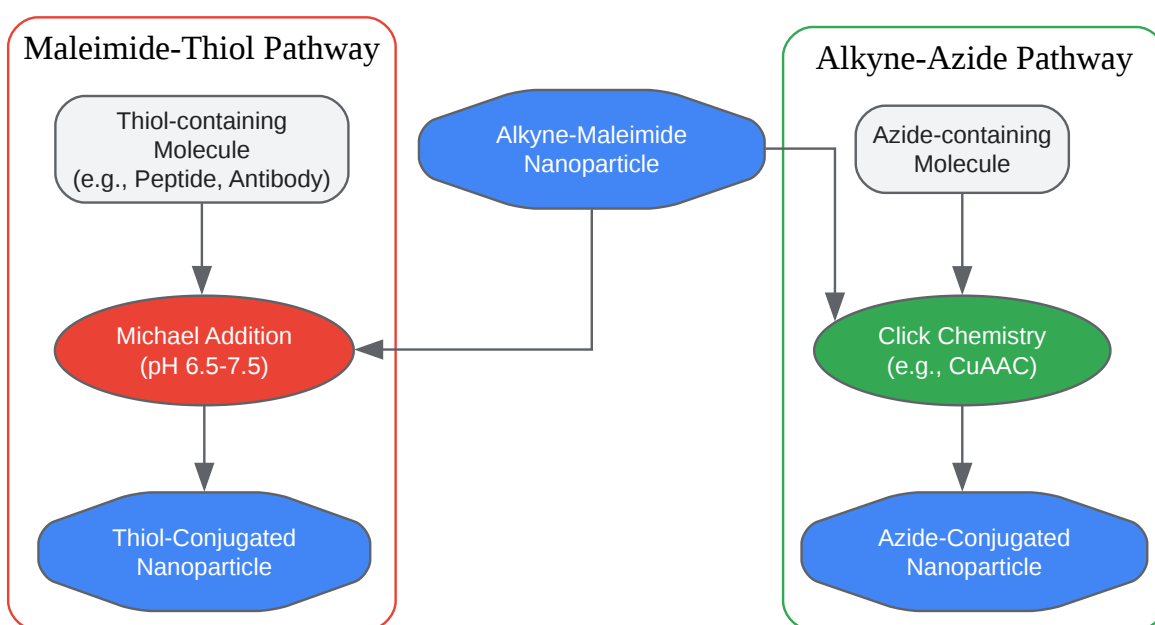 Maleimide-Thiol Pathway
Thiol-containing
Molecule
(e.g., Peptide, Antibody)
Michael Addition
(pH 6.5-7.5)
Thiol-Conjugated
Nanoparticle
Alkyne-Maleimide
Nanoparticle
Alkyne-Azide Pathway
Azide-containing
Molecule
Click Chemistry
(e.g., CuAAC)
Azide-Conjugated
Nanoparticle